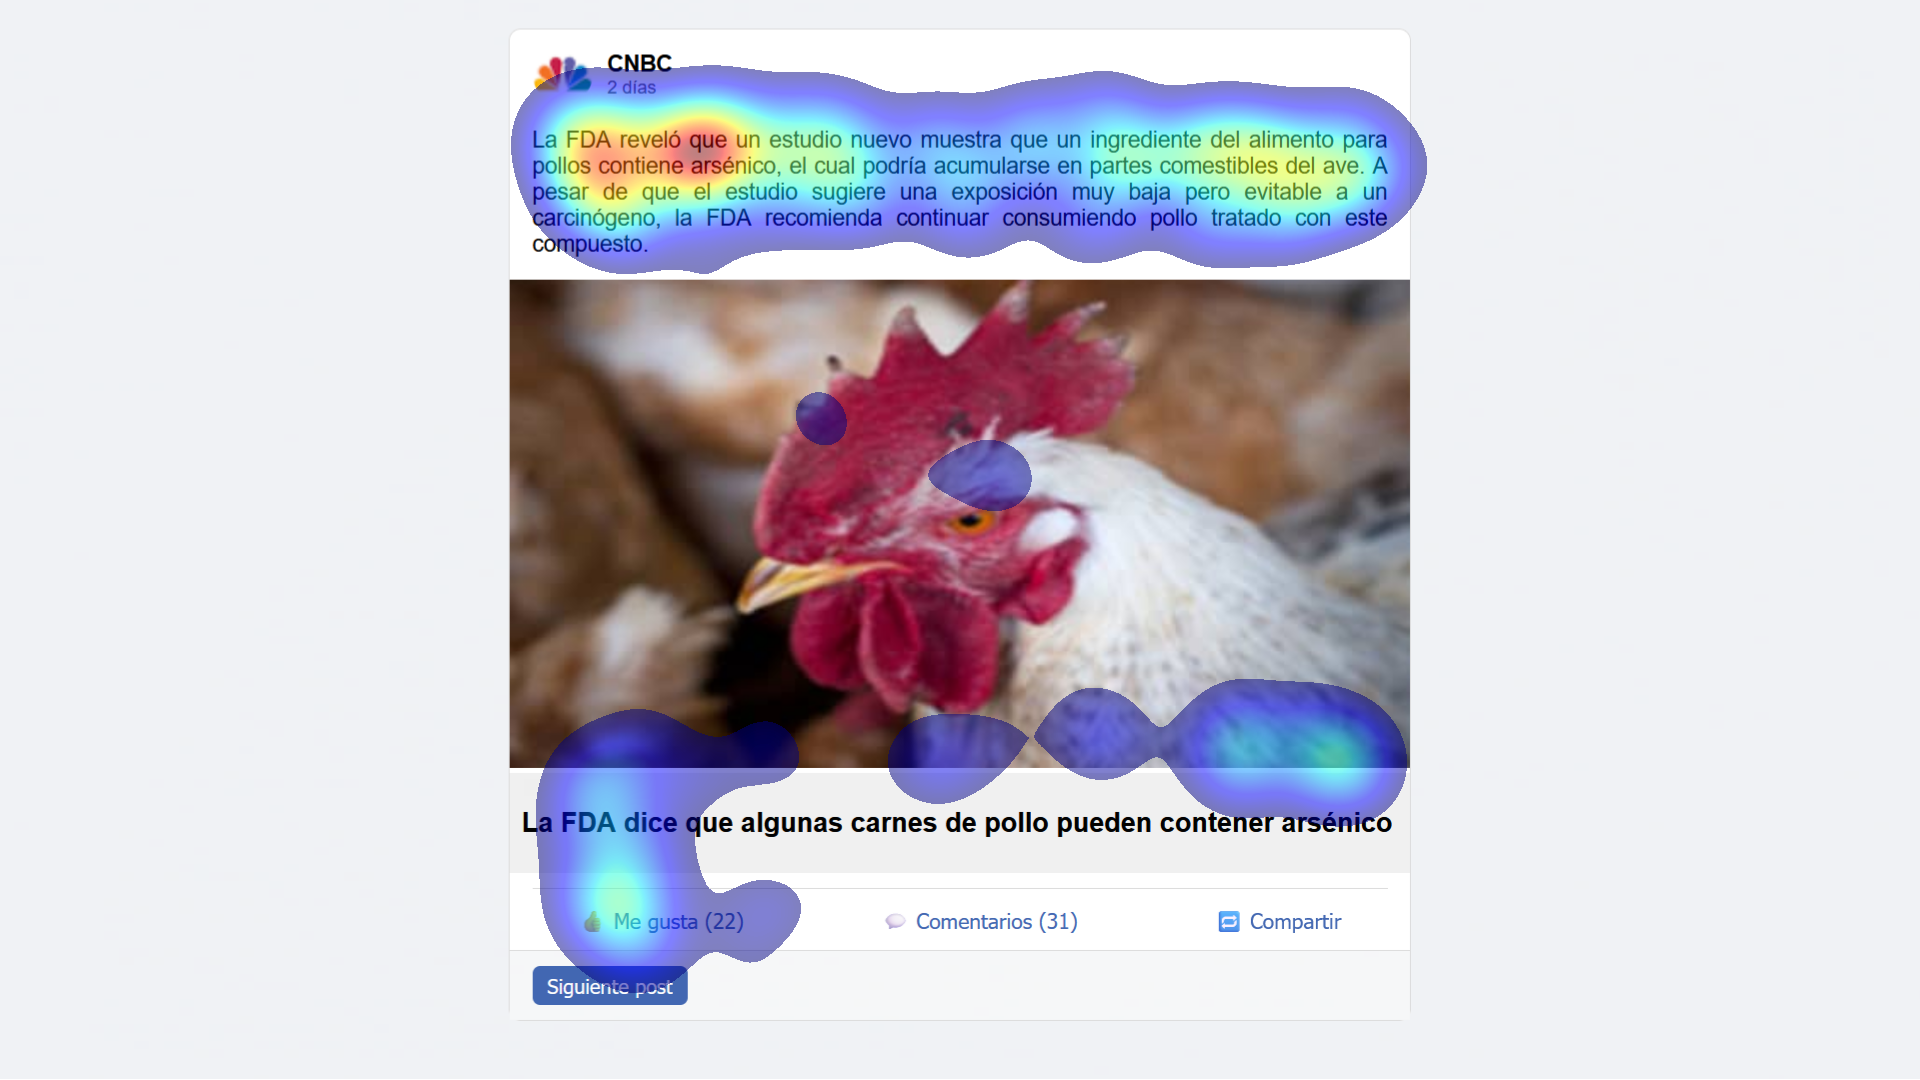 CNBC
2 días
La FDA reveló que un estudio nuevo muestra que un ingrediente del alimento para
pollos contiene arsénico, el cual podría acumularse en partes comestibles del ave. A
pesar de que el estudio sugiere una exposición muy baja pero evitable a un
carcinógeno, la FDA recomienda continuar consumiendo pollo tratado con este
compuesto.
La FDA dice que algunas carnes de pollo pueden contener arsénico
Me gusta (22) Comentarios (31) Compartir
Siguiente post